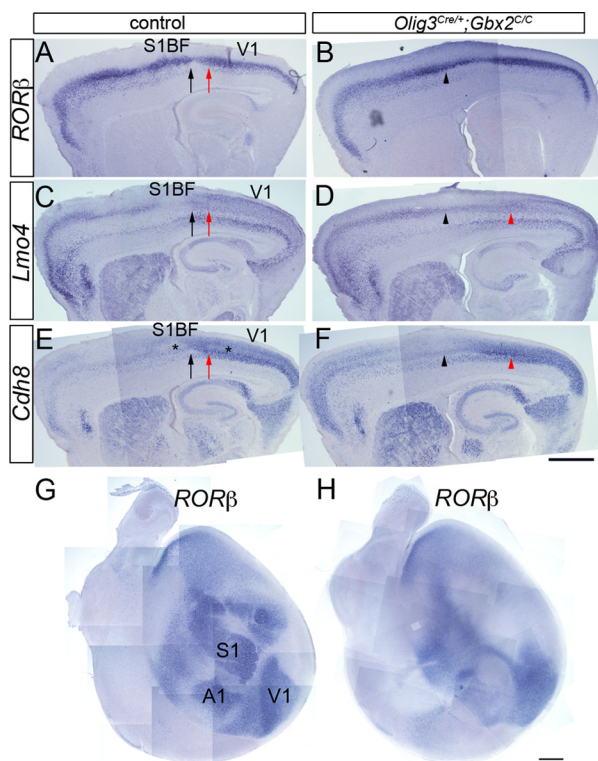 control
Olig3Cre/+;Gbx2C/C
A
S1BF
V1
B
RORβ
C
S1BF
V1
D
Lmo4
E
S1BF
V1
*
*
F
Cdh8
G
RORβ
H
RORβ
S1
A1
V1